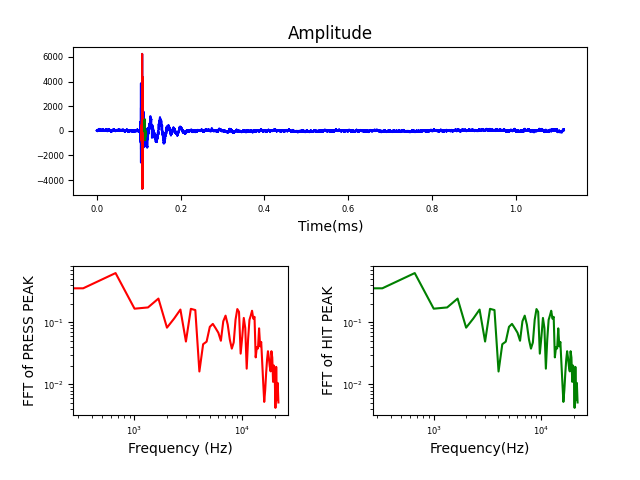 Amplitude
6000
4000
2000
0
−2000
−4000
0.0 0.2 0.4 0.6 0.8 1.0
Time(ms)
FFT of PRESS PEAK
10⁻¹
10⁻²
10³ 10⁴
Frequency (Hz)
FFT of HIT PEAK
10⁻¹
10⁻²
10³ 10⁴
Frequency(Hz)